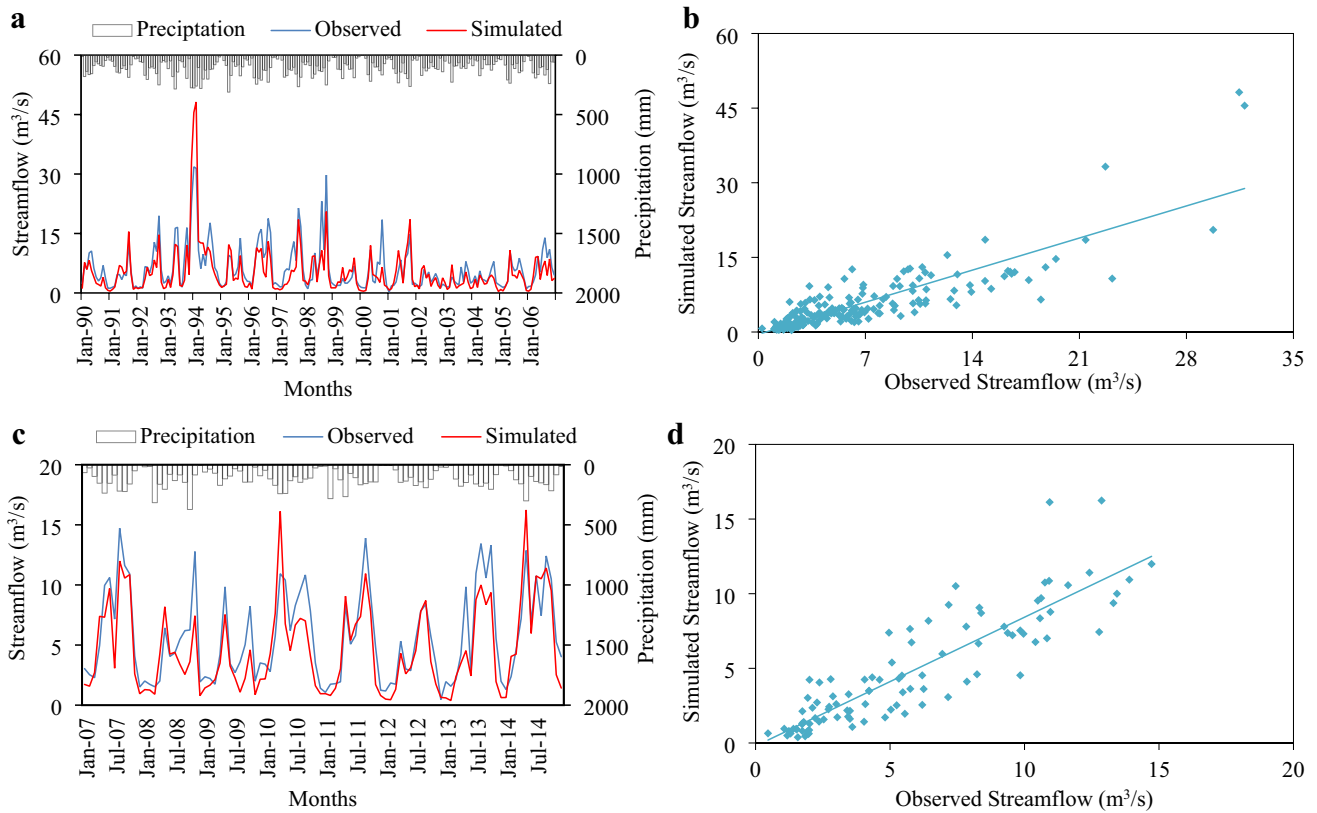 a
Precipitation Observed Simulated
Streamflow (m³/s)
60
45
30
15
0
0
500
1000
1500
2000
Precipitation (mm)
Jan-90
Jan-91
Jan-92
Jan-93
Jan-94
Jan-95
Jan-96
Jan-97
Jan-98
Jan-99
Jan-00
Jan-01
Jan-02
Jan-03
Jan-04
Jan-05
Jan-06
Months
b
Simulated Streamflow (m³/s)
60
45
30
15
0
0 7 14 21 28 35
Observed Streamflow (m³/s)
c
Precipitation Observed Simulated
Streamflow (m³/s)
20
15
10
5
0
0
500
1000
1500
2000
Precipitation (mm)
Jan-07
Jul-07
Jan-08
Jul-08
Jan-09
Jul-09
Jan-10
Jul-10
Jan-11
Jul-11
Jan-12
Jul-12
Jan-13
Jul-13
Jan-14
Jul-14
Months
d
Simulated Streamflow (m³/s)
20
15
10
5
0
0 5 10 15 20
Observed Streamflow (m³/s)